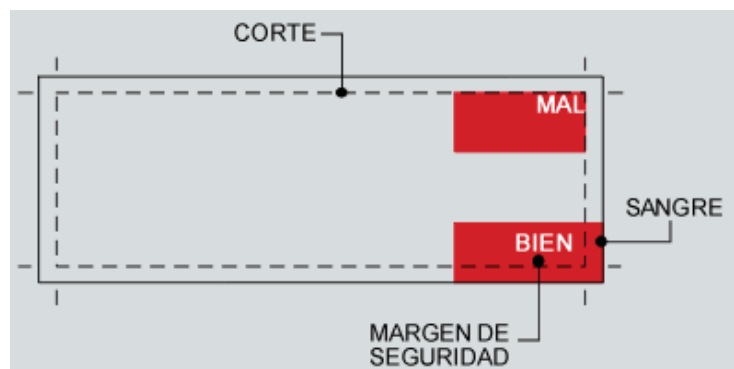 CORTE
MAL
SANGRE
BIEN
MARGEN DE
SEGURIDAD